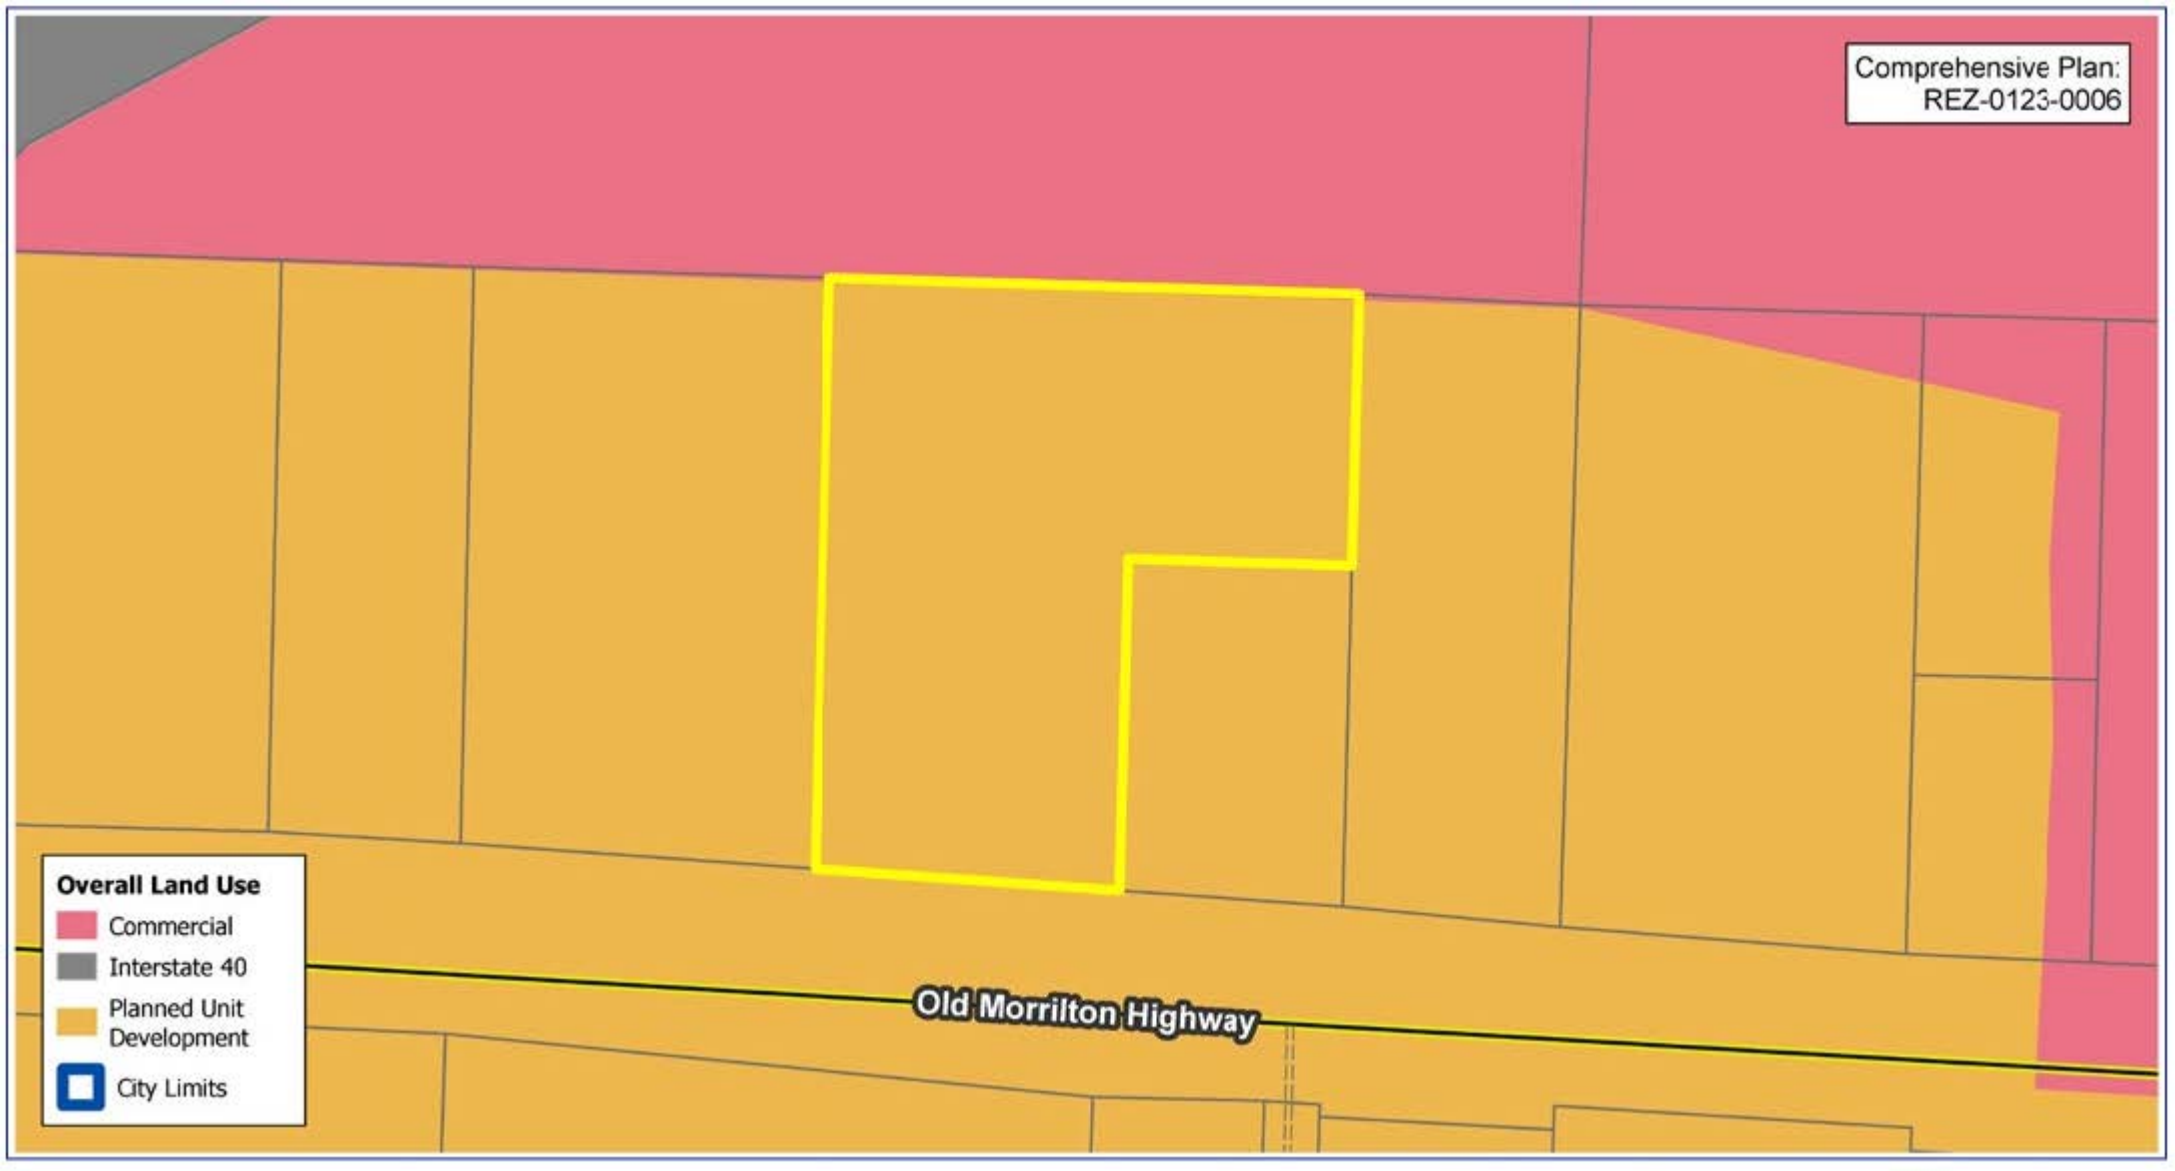 Comprehensive Plan:
REZ-0123-0006
Overall Land Use
Commercial
Interstate 40
Planned Unit
Development
City Limits
Old Morrilton Highway